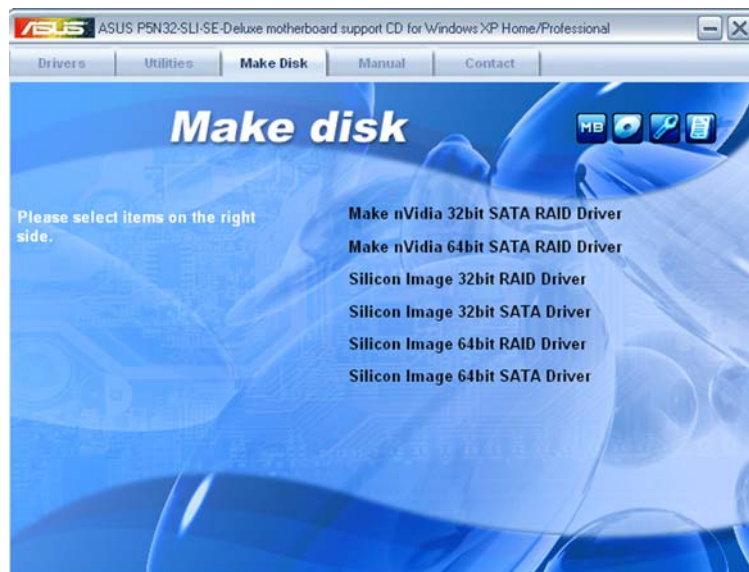 ASUS ASUS P5N32-SLI-SE-Deluxe motherboard support CD for Windows XP Home/Professional
Drivers Utilities Make Disk Manual Contact
Make disk
MB
Please select items on the right
side.
Make nVidia 32bit SATA RAID Driver
Make nVidia 64bit SATA RAID Driver
Silicon Image 32bit RAID Driver
Silicon Image 32bit SATA Driver
Silicon Image 64bit RAID Driver
Silicon Image 64bit SATA Driver